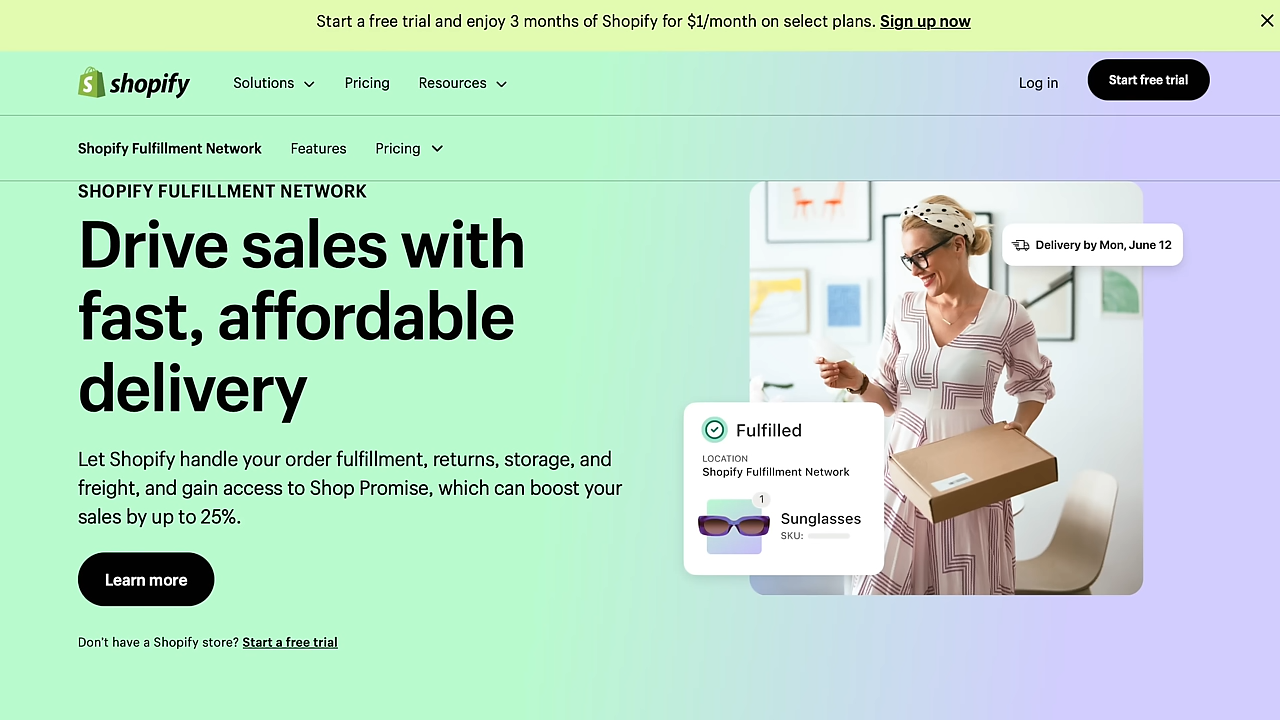 Start a free trial and enjoy 3 months of Shopify for $1/month on select plans. Sign up now
shopify
Solutions
Pricing
Resources
Log in
Start free trial
Shopify Fulfillment Network
Features
Pricing
SHOPIFY FULFILLMENT NETWORK
Drive sales with
fast, affordable
delivery
Let Shopify handle your order fulfillment, returns, storage, and
freight, and gain access to Shop Promise, which can boost your
sales by up to 25%.
Learn more
Don't have a Shopify store? Start a free trial
Delivery by Mon, June 12
Fulfilled
LOCATION
Shopify Fulfillment Network
1
Sunglasses
SKU: